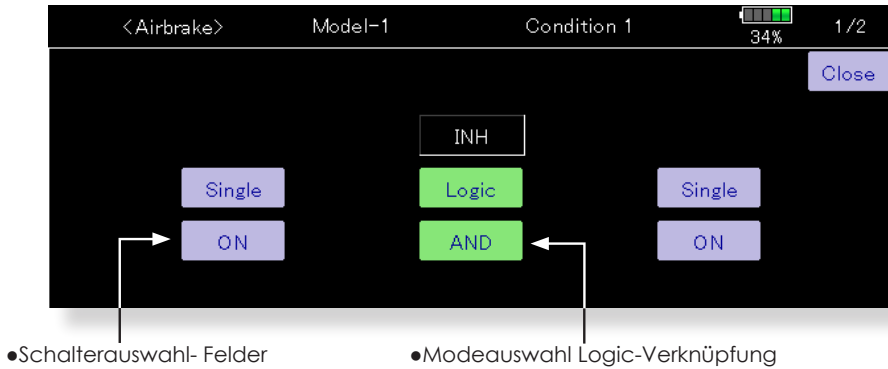 <Airbrake> Model-1 Condition 1 34% 1/2
Close
INH
Single Logic Single
ON AND ON
●Schalterauswahl- Felder ●Modeauswahl Logic-Verknüpfung